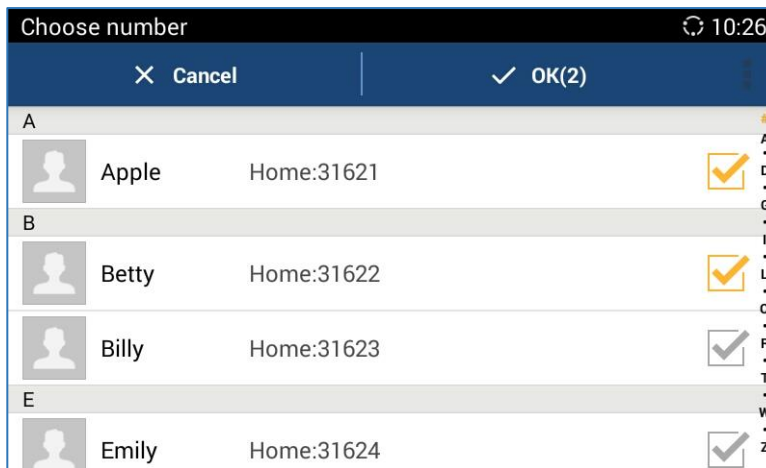 Choose number 10:26
Cancel OK(2)
A
Apple Home:31621
B
Betty Home:31622
Billy Home:31623
E
Emily Home:31624
#
A
D
G
I
L
O
R
T
W
Z